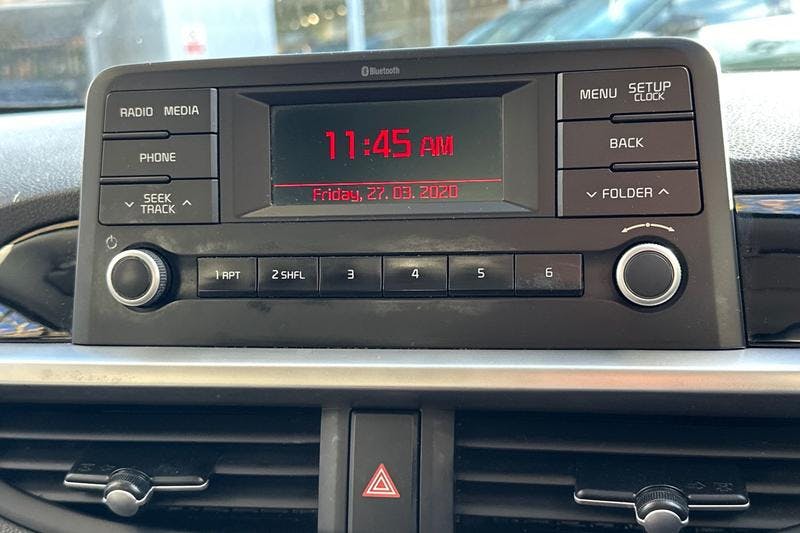 Bluetooth
RADIO MEDIA
PHONE
SEEK
TRACK
11:45 AM
Friday, 27. 03. 2020
MENU SETUP
CLOCK
BACK
FOLDER
1 RPT 2 SHFL 3 4 5 6